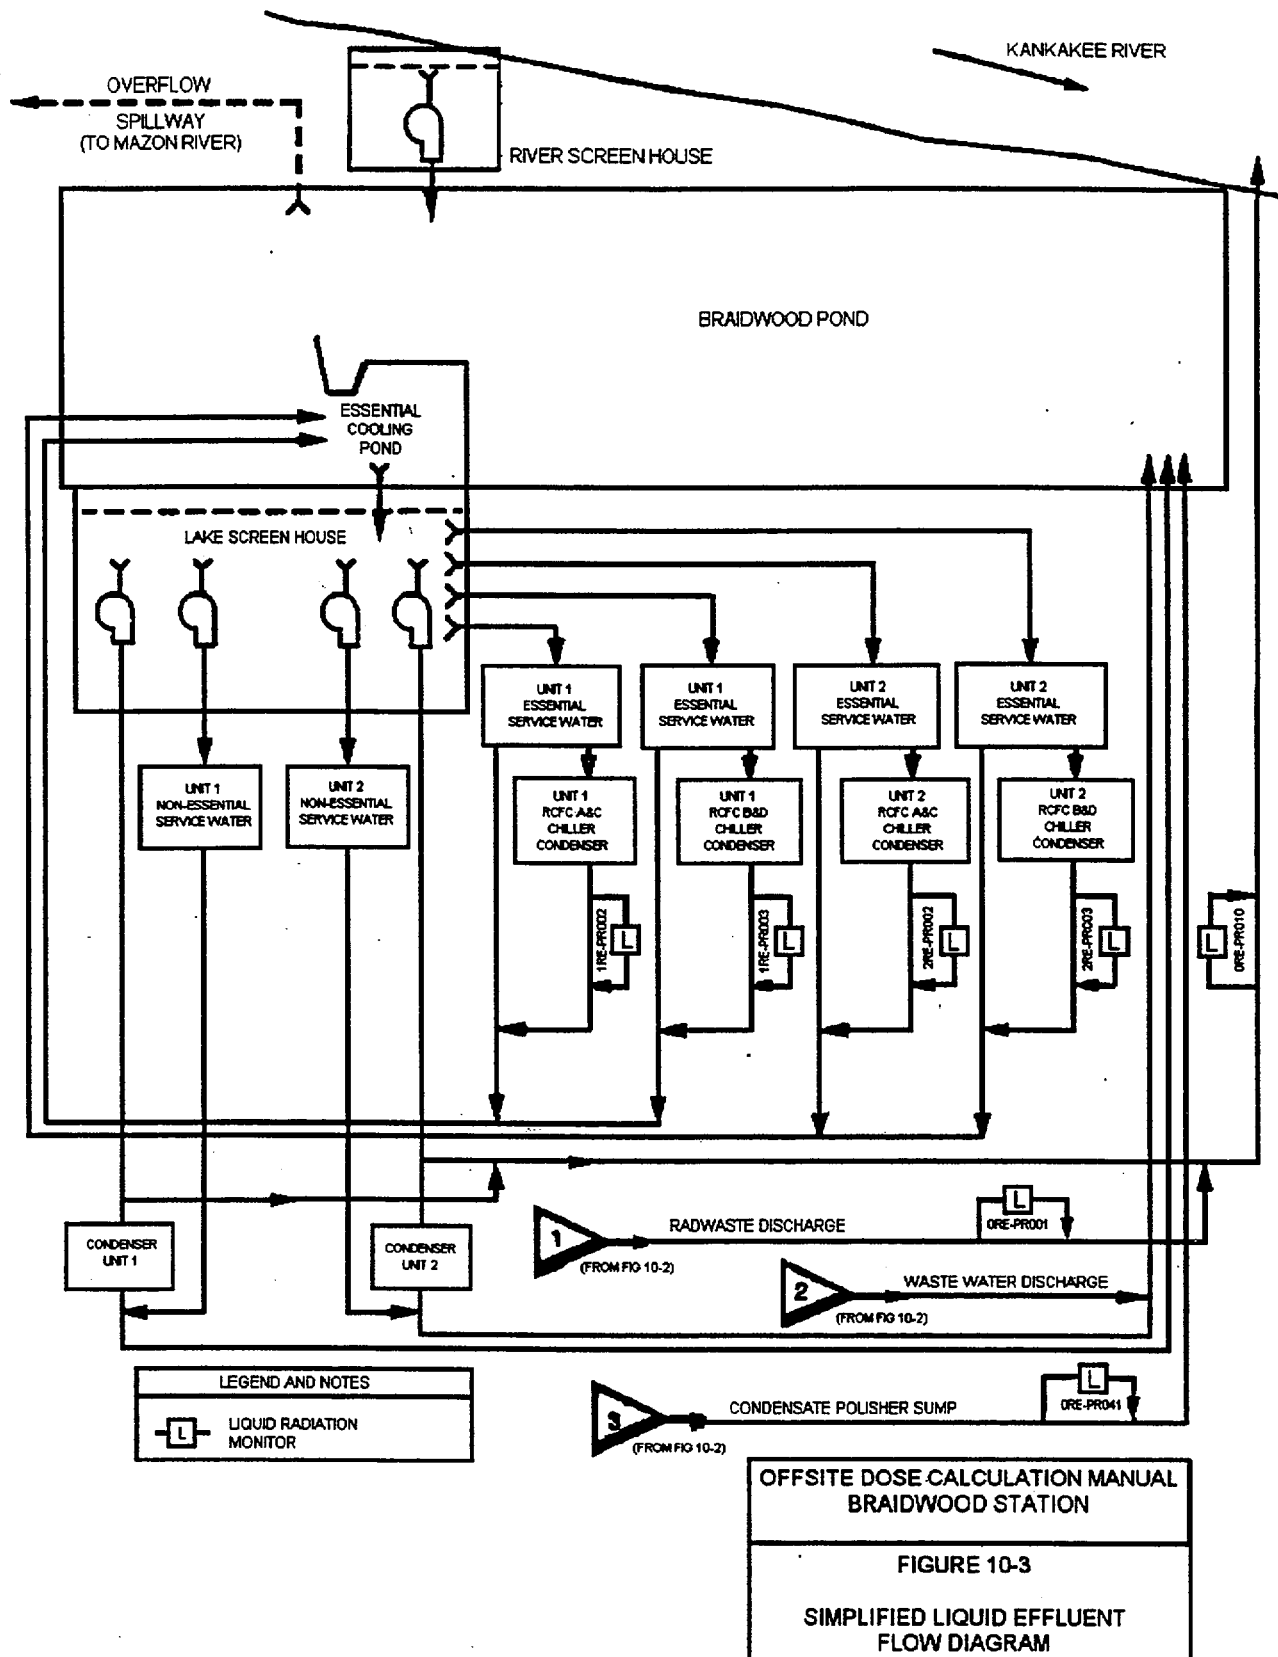 KANKAKEE RIVER
OVERFLOW
SPILLWAY
(TO MAZON RIVER)
RIVER SCREEN HOUSE
BRAIDWOOD POND
ESSENTIAL
COOLING
POND
LAKE SCREEN HOUSE
UNIT 1
ESSENTIAL
SERVICE WATER
UNIT 1
ESSENTIAL
SERVICE WATER
UNIT 2
ESSENTIAL
SERVICE WATER
UNIT 2
ESSENTIAL
SERVICE WATER
UNIT 1
NON-ESSENTIAL
SERVICE WATER
UNIT 2
NON-ESSENTIAL
SERVICE WATER
UNIT 1
RCFC A&C
CHILLER
CONDENSER
UNIT 1
RCFC B&D
CHILLER
CONDENSER
UNIT 2
RCFC A&C
CHILLER
CONDENSER
UNIT 2
RCFC B&D
CHILLER
CONDENSER
1RE-PR002
L
1RE-PR003
L
2RE-PR002
L
2RE-PR003
L
L
0RE-PR010
CONDENSER
UNIT 1
CONDENSER
UNIT 2
1
RADWASTE DISCHARGE
(FROM FIG 10-2)
L
0RE-PR001
2
WASTE WATER DISCHARGE
(FROM FIG 10-2)
3
CONDENSATE POLISHER SUMP
(FROM FIG 10-2)
L
0RE-PR041
LEGEND AND NOTES
L
LIQUID RADIATION
MONITOR
OFFSITE DOSE CALCULATION MANUAL
BRAIDWOOD STATION
FIGURE 10-3
SIMPLIFIED LIQUID EFFLUENT
FLOW DIAGRAM